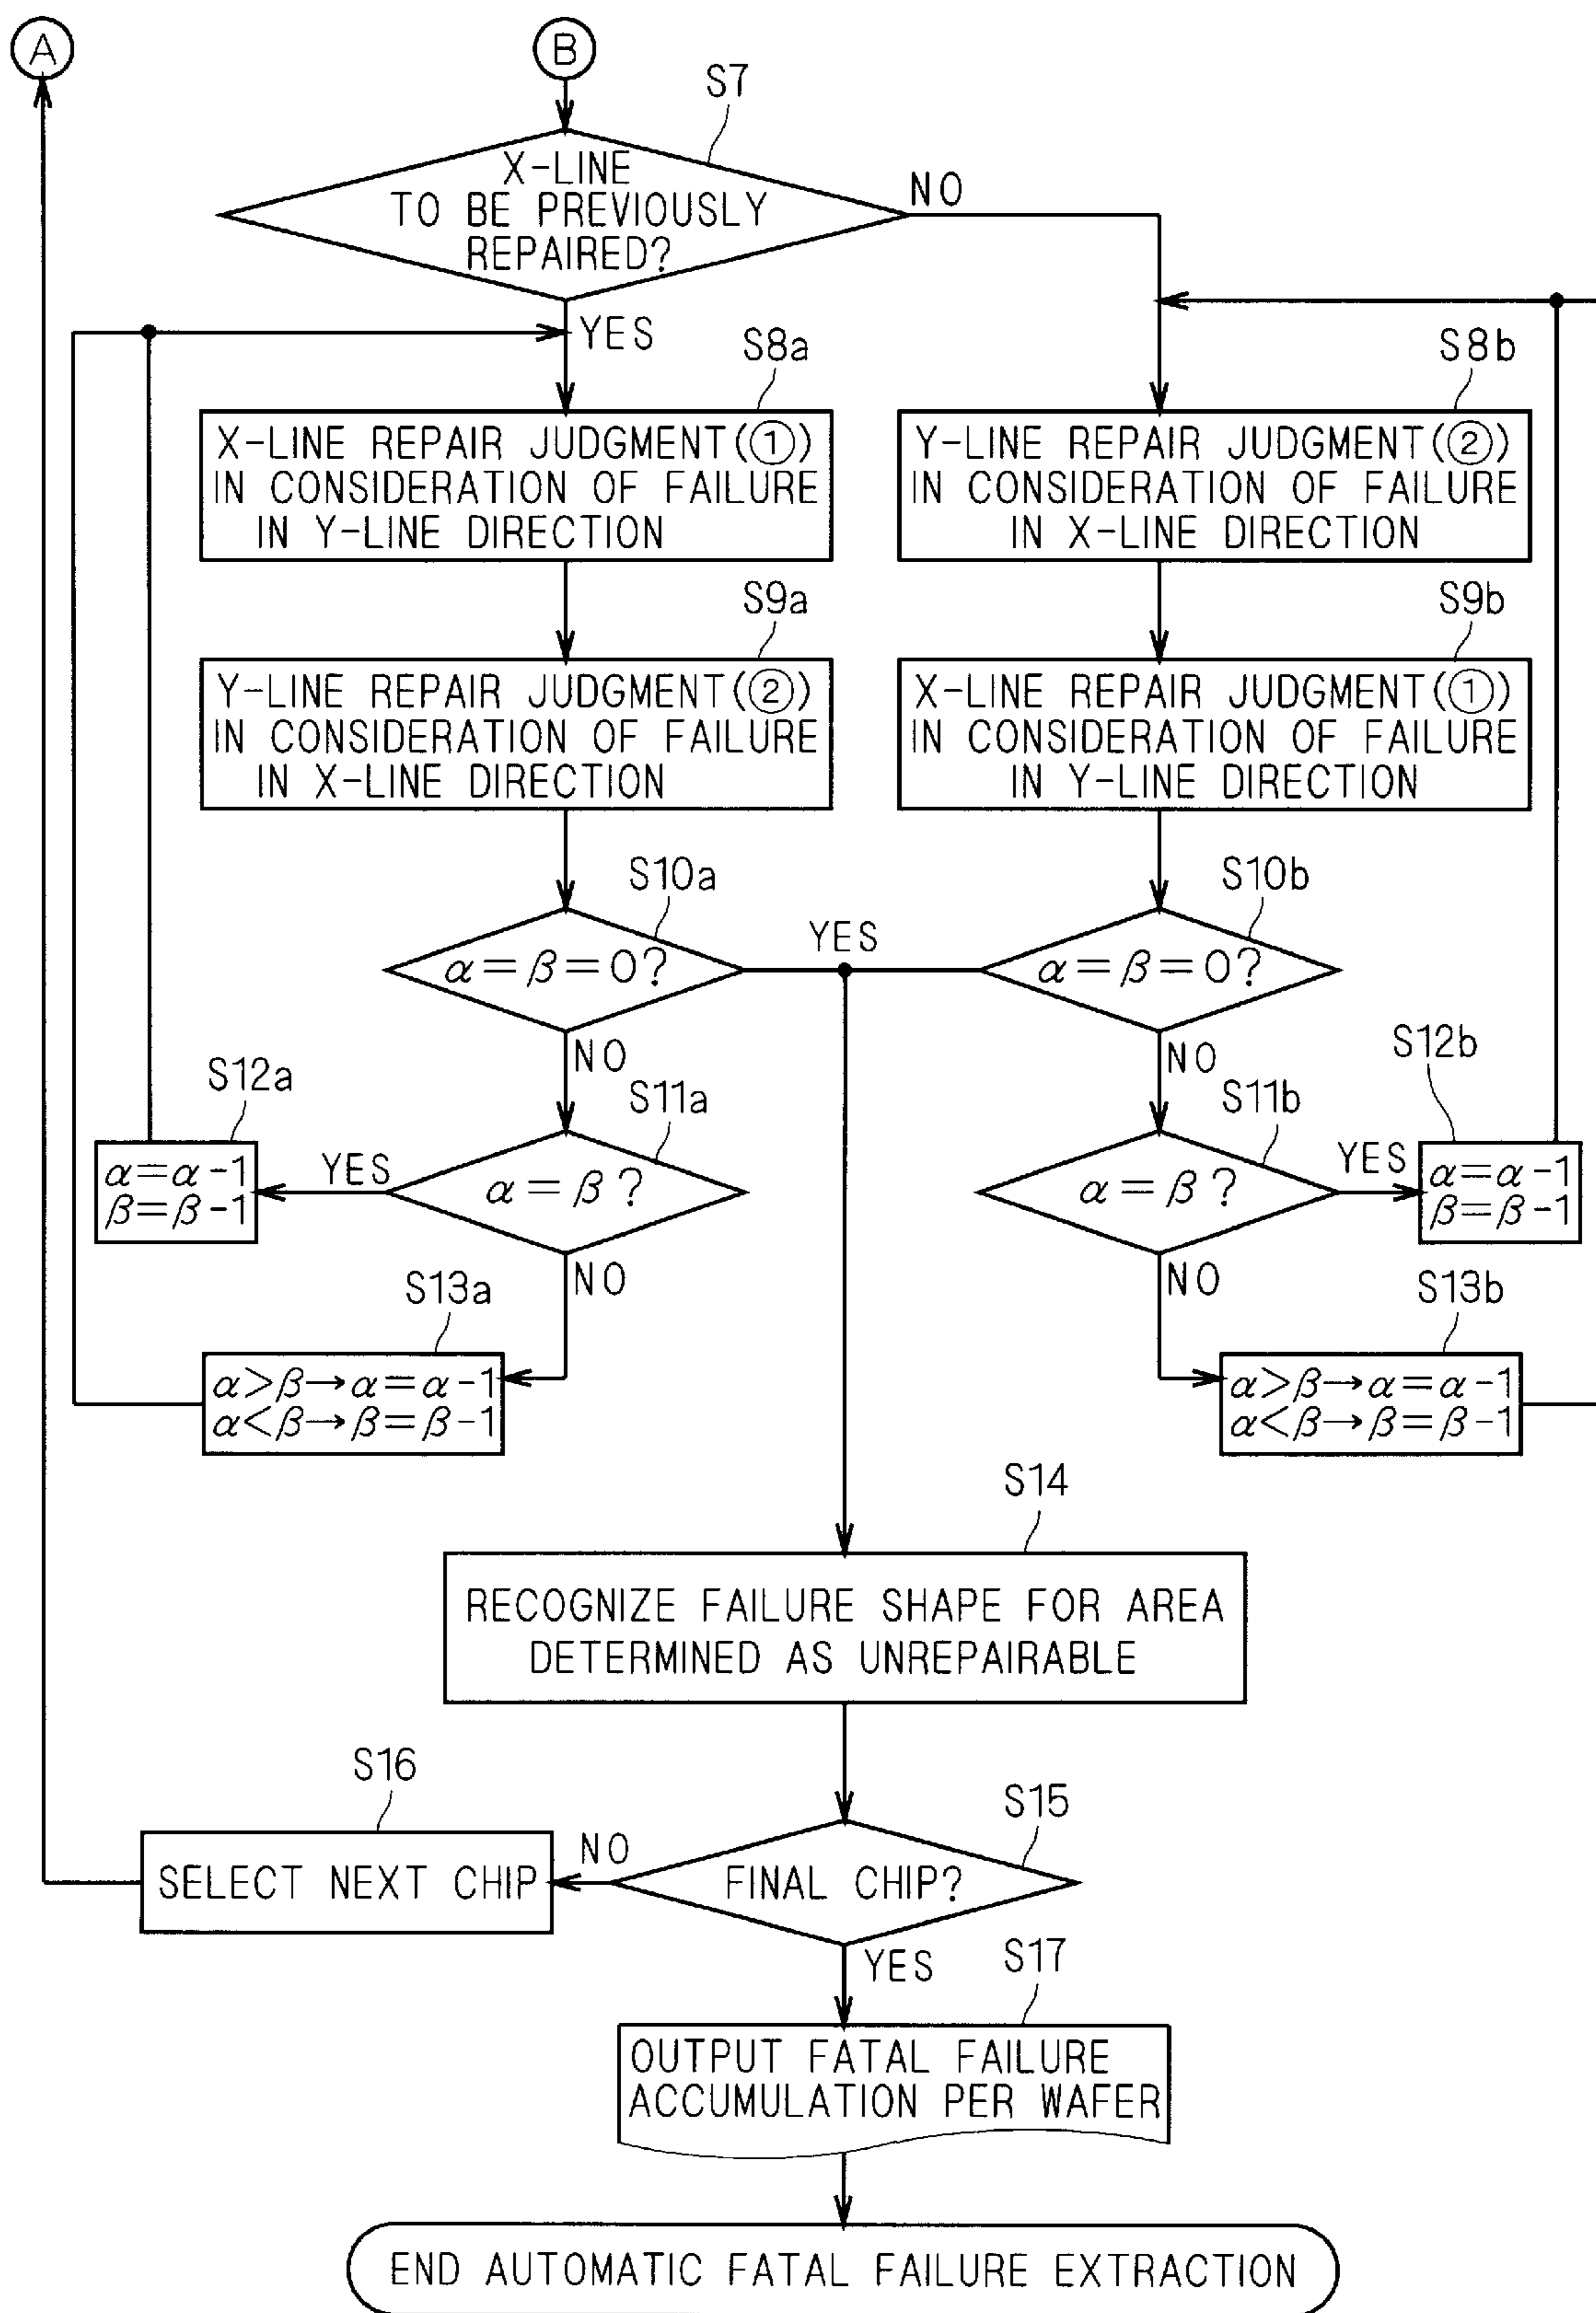 A
B
S7
X-LINE
TO BE PREVIOUSLY
REPAIRED?
NO
YES
S8a
X-LINE REPAIR JUDGMENT(①)
IN CONSIDERATION OF FAILURE
IN Y-LINE DIRECTION
S8b
Y-LINE REPAIR JUDGMENT(②)
IN CONSIDERATION OF FAILURE
IN X-LINE DIRECTION
S9a
Y-LINE REPAIR JUDGMENT(②)
IN CONSIDERATION OF FAILURE
IN X-LINE DIRECTION
S9b
X-LINE REPAIR JUDGMENT(①)
IN CONSIDERATION OF FAILURE
IN Y-LINE DIRECTION
S10a
α=β=0?
YES
S10b
α=β=0?
NO
NO
S12a
α=α-1
β=β-1
YES
S11a
α=β?
S11b
α=β?
YES
S12b
α=α-1
β=β-1
NO
NO
S13a
α>β→α=α-1
α<β→β=β-1
S13b
α>β→α=α-1
α<β→β=β-1
S14
RECOGNIZE FAILURE SHAPE FOR AREA
DETERMINED AS UNREPAIRABLE
S15
FINAL CHIP?
NO
S16
SELECT NEXT CHIP
YES
S17
OUTPUT FATAL FAILURE
ACCUMULATION PER WAFER
END AUTOMATIC FATAL FAILURE EXTRACTION